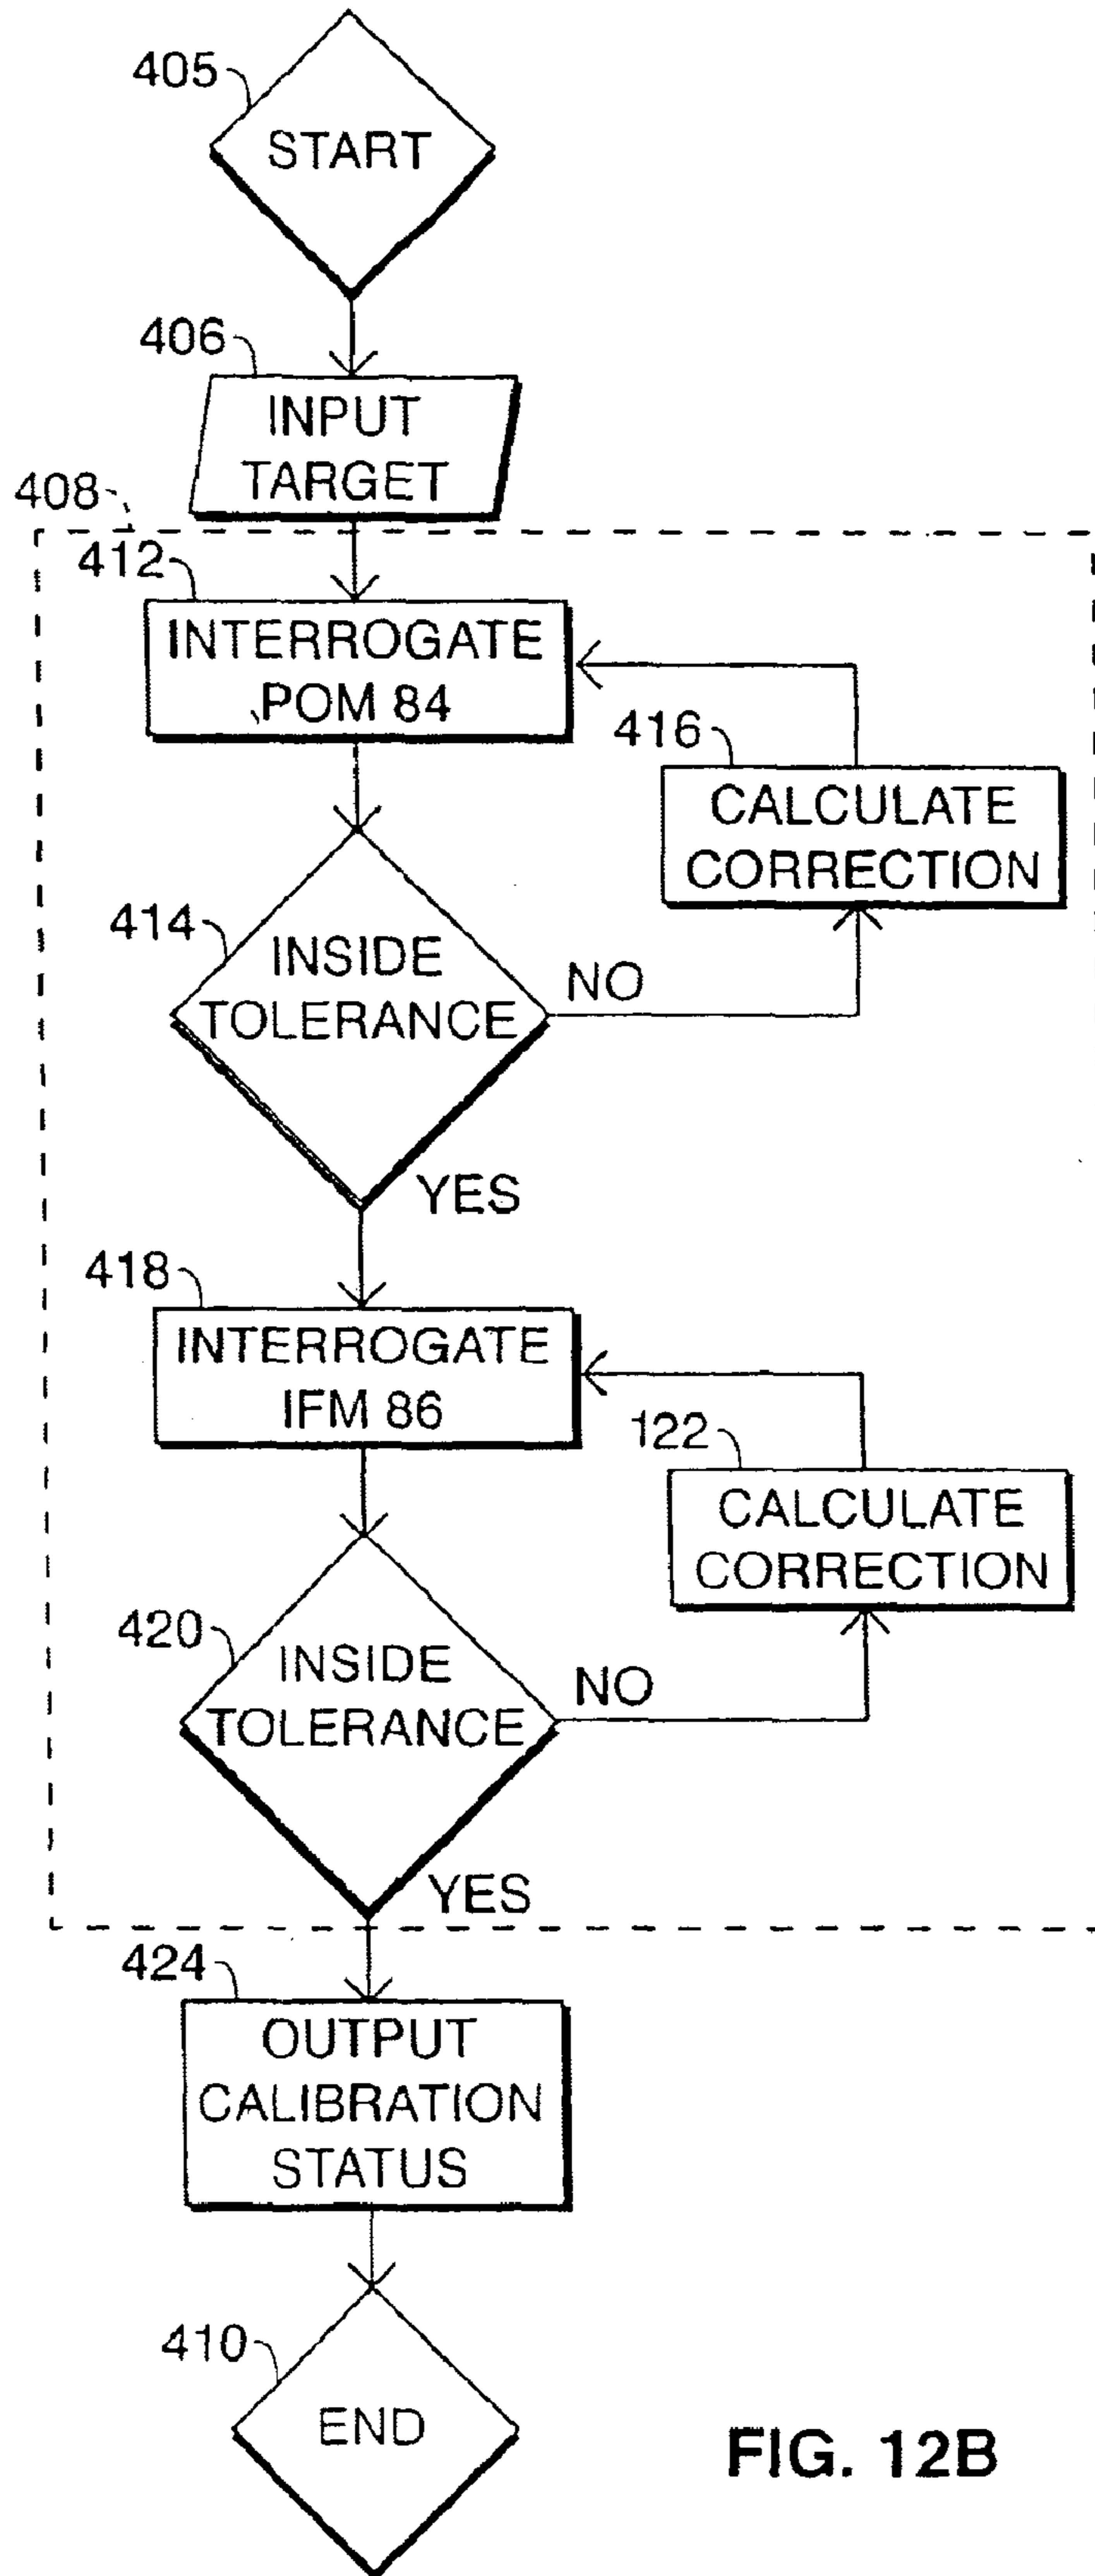 405
START
406
INPUT
TARGET
408
412
INTERROGATE
POM 84
416
CALCULATE
CORRECTION
414
INSIDE
TOLERANCE
NO
YES
418
INTERROGATE
IFM 86
122
CALCULATE
CORRECTION
420
INSIDE
TOLERANCE
NO
YES
424
OUTPUT
CALIBRATION
STATUS
410
END
FIG. 12B